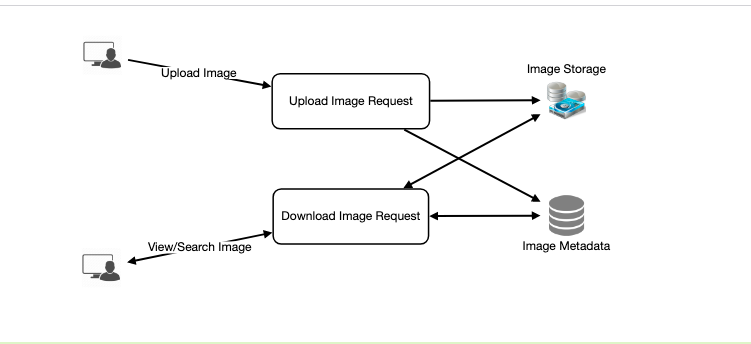 Upload Image
Image Storage
Upload Image Request
Download Image Request
View/Search Image
Image Metadata